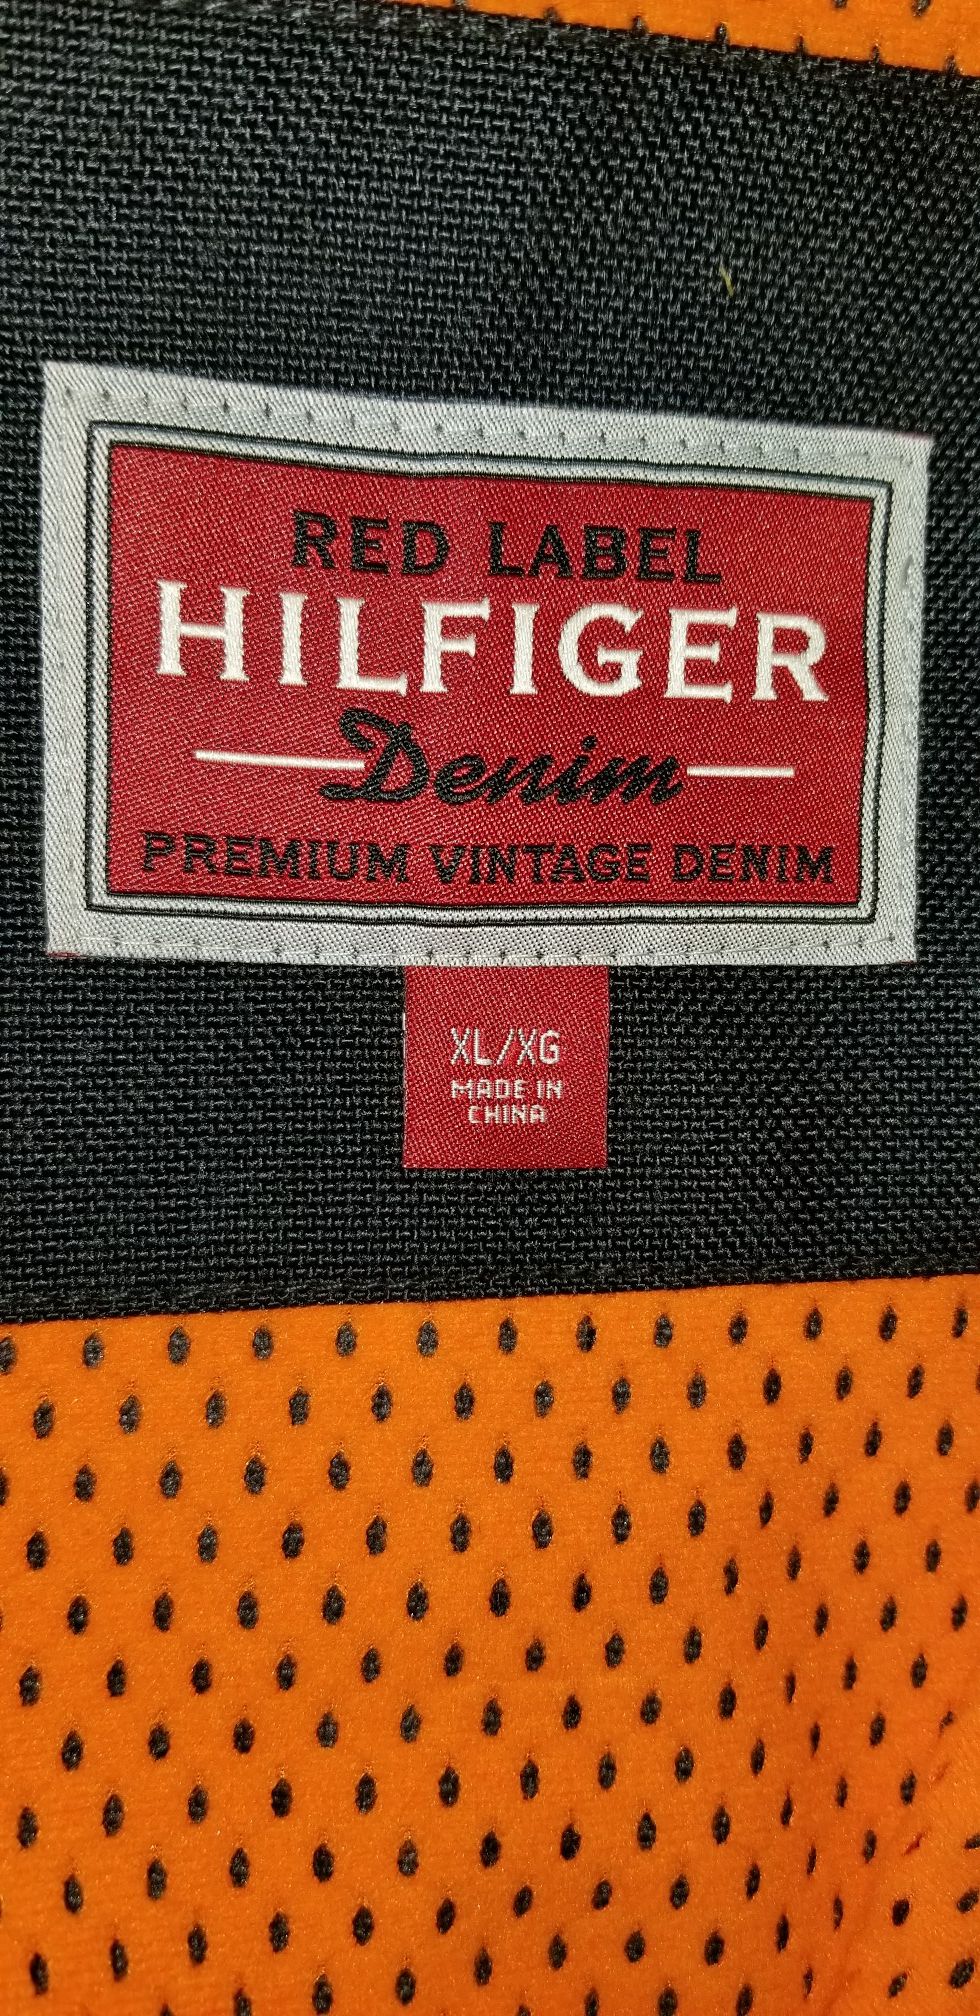 RED LABEL
HILFIGER
Denim
PREMIUM VINTAGE DENIM
XL/XG
MADE IN
CHINA